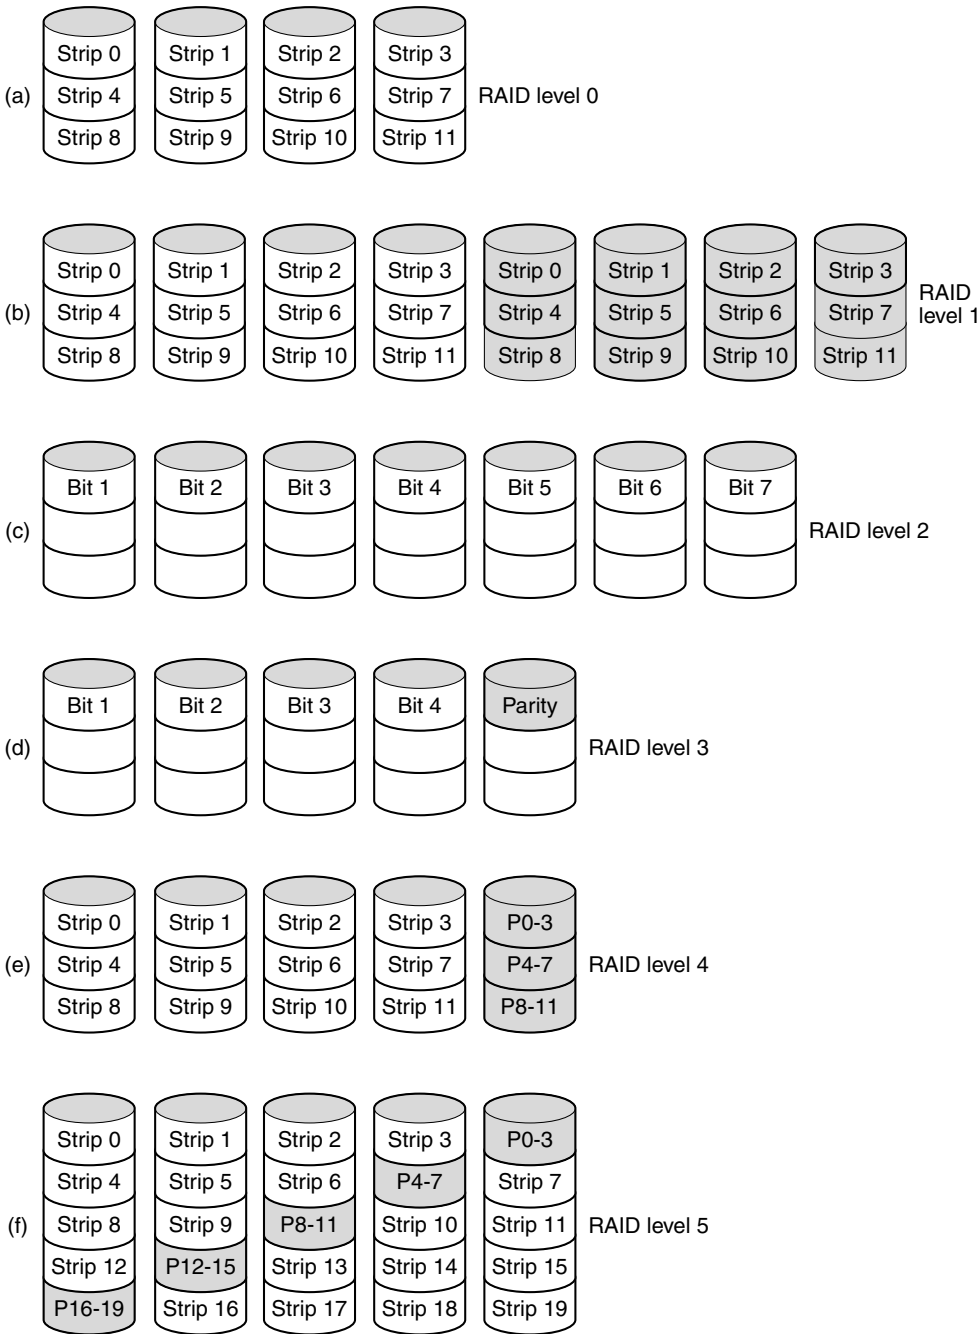 Strip 0 Strip 1 Strip 2 Strip 3
(a) Strip 4 Strip 5 Strip 6 Strip 7 RAID level 0
Strip 8 Strip 9 Strip 10 Strip 11
Strip 0 Strip 1 Strip 2 Strip 3 Strip 0 Strip 1 Strip 2 Strip 3
(b) Strip 4 Strip 5 Strip 6 Strip 7 Strip 4 Strip 5 Strip 6 Strip 7 RAID level 1
Strip 8 Strip 9 Strip 10 Strip 11 Strip 8 Strip 9 Strip 10 Strip 11
Bit 1 Bit 2 Bit 3 Bit 4 Bit 5 Bit 6 Bit 7
(c) RAID level 2
Bit 1 Bit 2 Bit 3 Bit 4 Parity
(d) RAID level 3
Strip 0 Strip 1 Strip 2 Strip 3 P0-3
(e) Strip 4 Strip 5 Strip 6 Strip 7 P4-7 RAID level 4
Strip 8 Strip 9 Strip 10 Strip 11 P8-11
Strip 0 Strip 1 Strip 2 Strip 3 P0-3
Strip 4 Strip 5 Strip 6 P4-7 Strip 7
(f) Strip 8 Strip 9 P8-11 Strip 10 Strip 11 RAID level 5
Strip 12 P12-15 Strip 13 Strip 14 Strip 15
P16-19 Strip 16 Strip 17 Strip 18 Strip 19